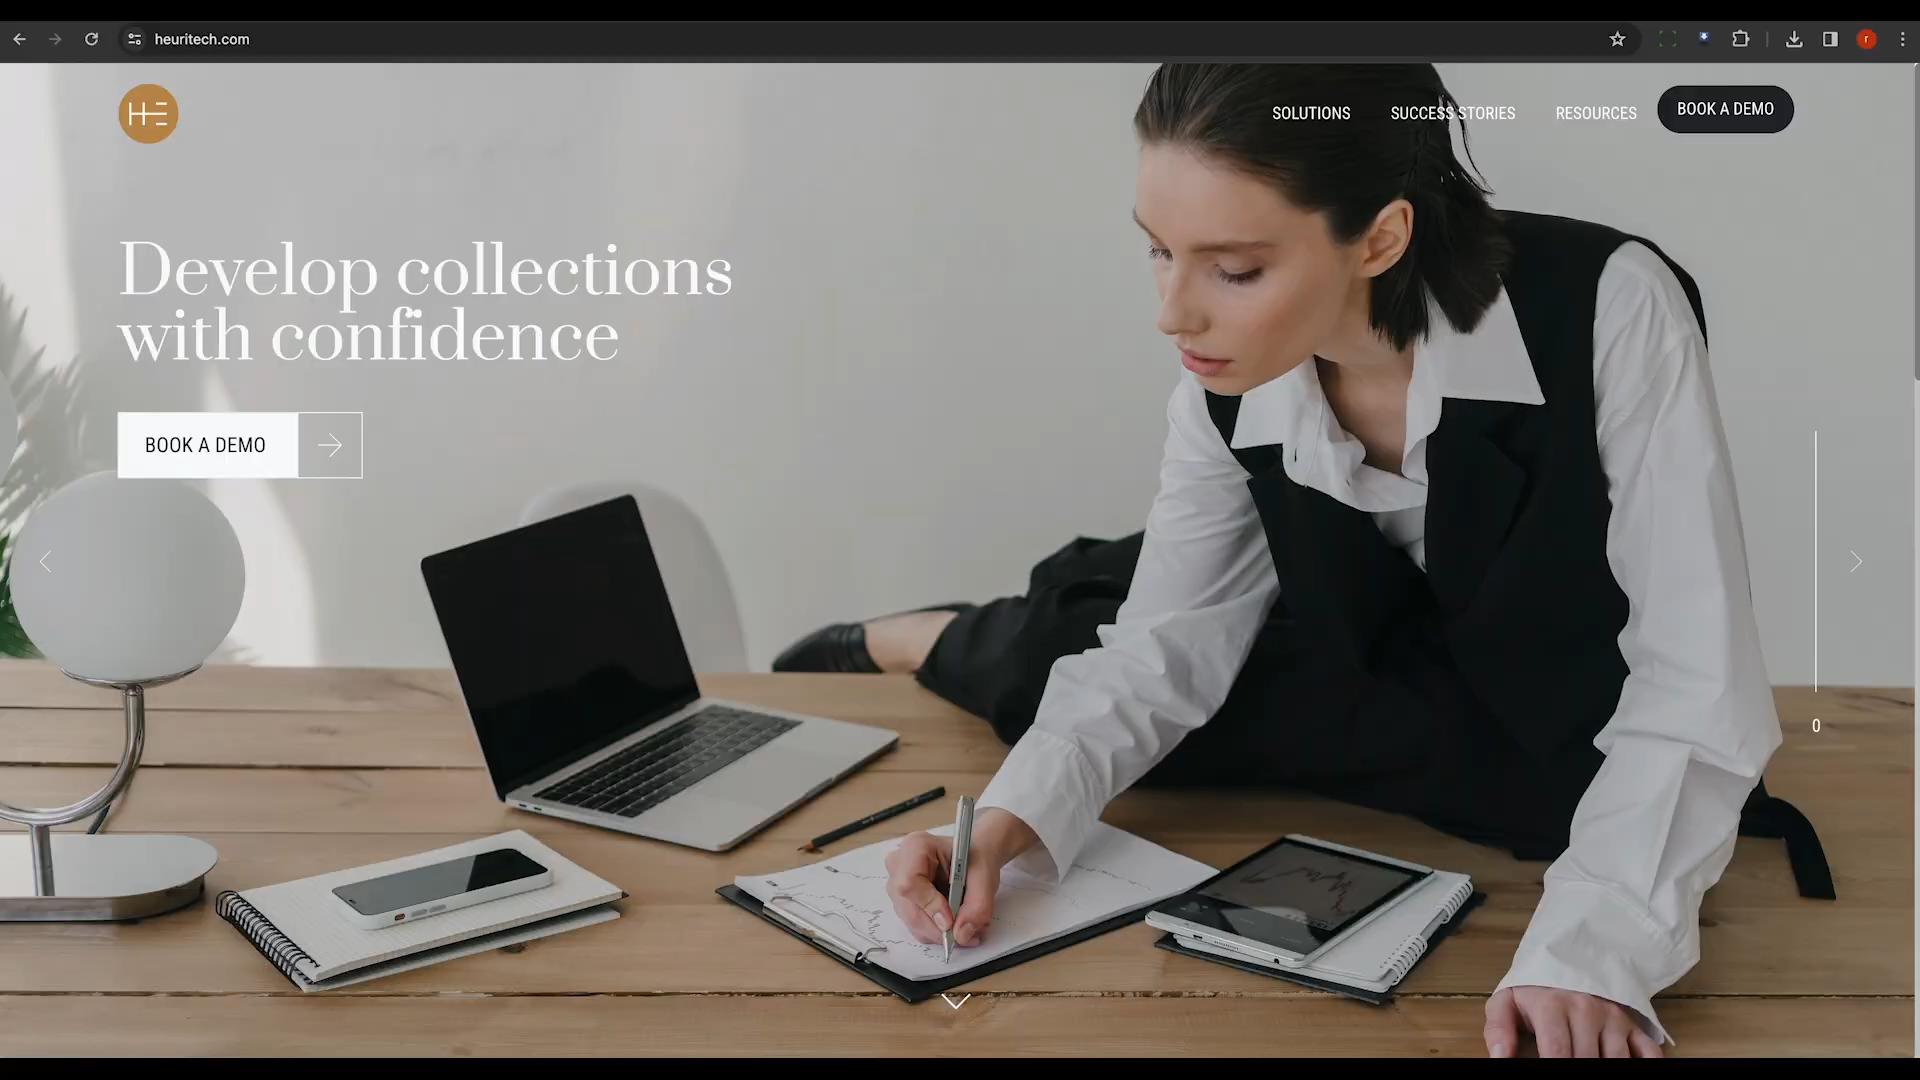 heuritech.com
r
HE
SOLUTIONS
SUCCESS STORIES
RESOURCES
BOOK A DEMO
Develop collections
with confidence
BOOK A DEMO
0